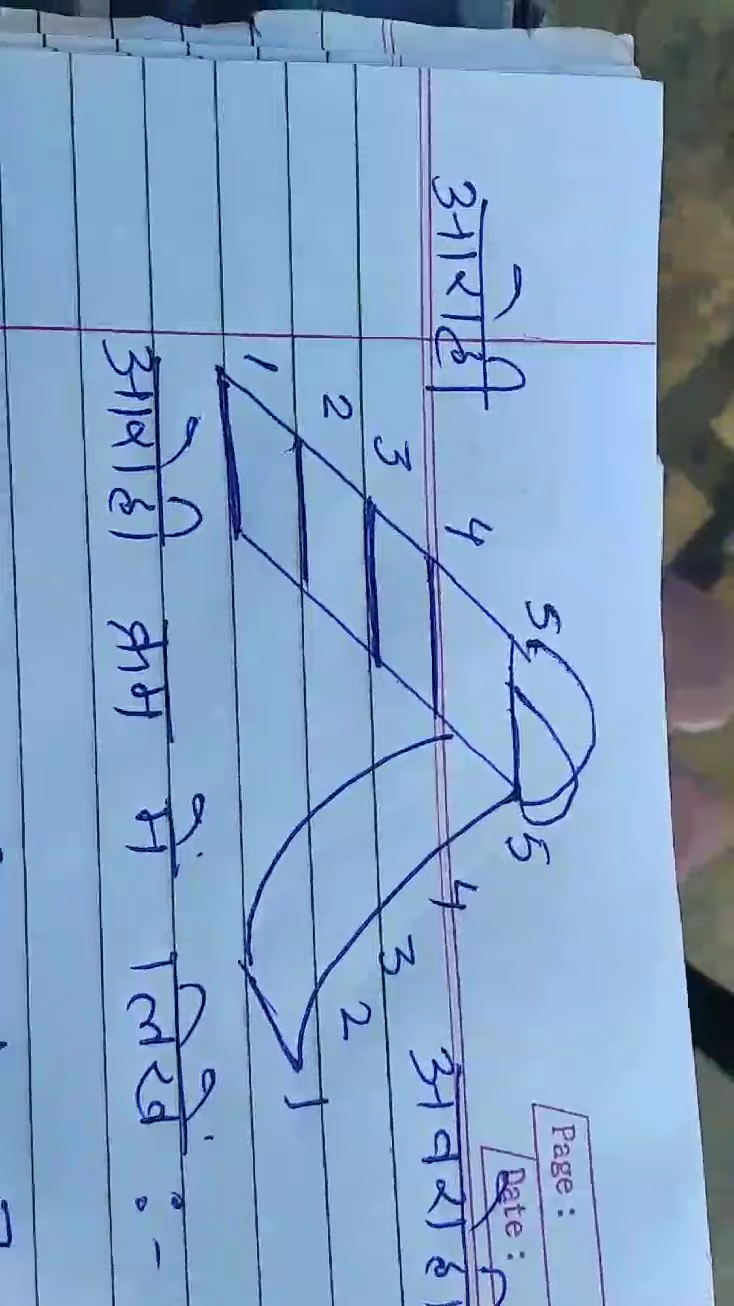 Page :
Date :
आरोही
अवरोही
5 5
4 4
3 3
2 2
1 1
आरोही क्रम में लिखें :-